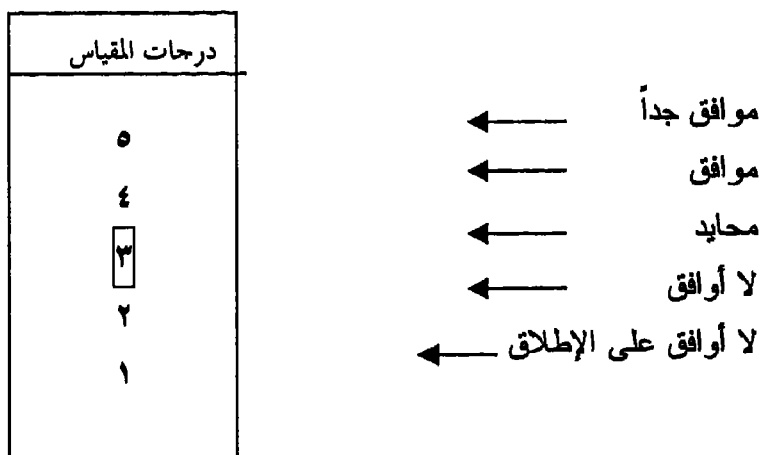 درجات المقياس
موافق جداً
٥
موافق
٤
محايد
٣
لا أوافق
٢
لا أوافق على الإطلاق
١